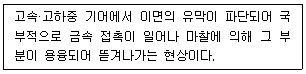 고속·고하중 기어에서 이면의 유막이 파단되어 국
부적으로 금속 접촉이 일어나 마찰에 의해 그 부
분이 용융되어 뜯겨나가는 현상이다.